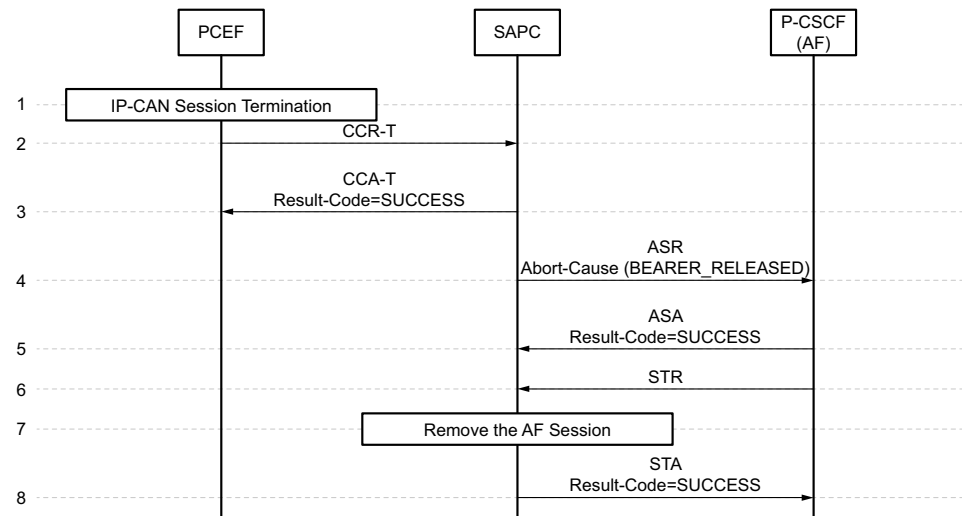 PCEF
SAPC
P-CSCF
(AF)
1
IP-CAN Session Termination
CCR-T
2
CCA-T
Result-Code=SUCCESS
3
ASR
Abort-Cause (BEARER_RELEASED)
4
ASA
Result-Code=SUCCESS
5
STR
6
7
Remove the AF Session
STA
Result-Code=SUCCESS
8